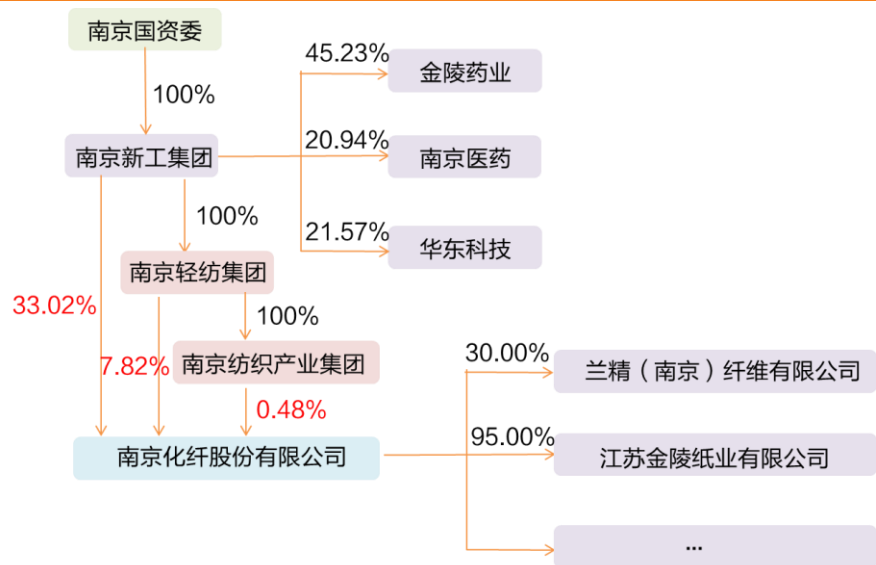 南京国资委
100%
45.23%
金陵药业
南京新工集团
20.94%
南京医药
100%
21.57%
华东科技
南京轻纺集团
33.02%
100%
7.82%
南京纺织产业集团
30.00%
兰精（南京）纤维有限公司
0.48%
南京化纤股份有限公司
95.00%
江苏金陵纸业有限公司
...